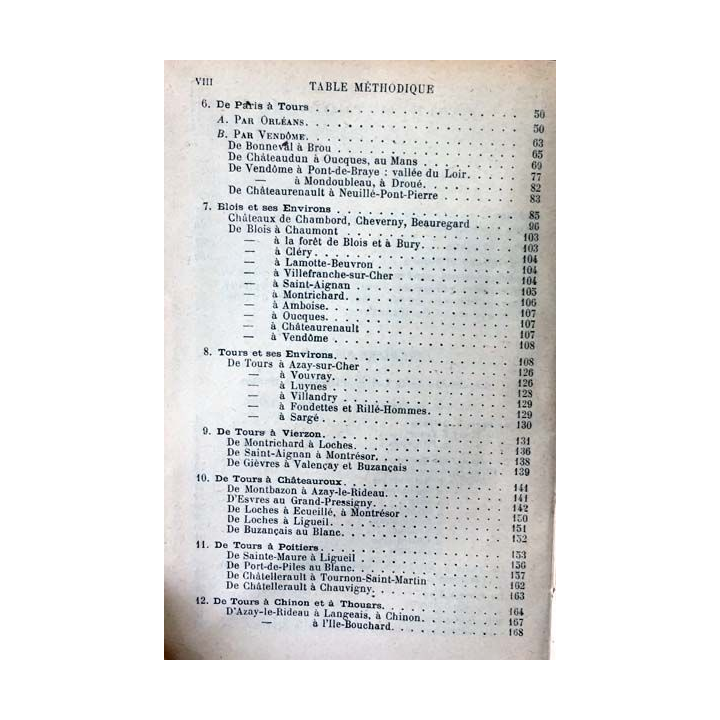 VIII TABLE MÉTHODIQUE
6. De Paris à Tours . . . . . . . . . . 50
A. PAR ORLÉANS. . . . . . . . . . 50
B. PAR VENDÔME. . . . . . . . . . 63
De Bonneval à Brou . . . . . . . . . . 65
De Châteaudun à Oucques, au Mans . . . . . . . 69
De Vendôme à Pont-de-Braye : vallée du Loir. . . . . 77
— à Mondoubleau, à Droué. . . . . . . 82
De Châteaurenault à Neuillé-Pont-Pierre . . . . . . 83
7. Blois et ses Environs . . . . . . . . . . 85
Châteaux de Chambord, Cheverny, Beauregard . . . . 96
De Blois à Chaumont . . . . . . . . . . 103
— à la forêt de Blois et à Bury. . . . . . . 103
— à Cléry . . . . . . . . . . 104
— à Lamotte-Beuvron . . . . . . . . . 104
— à Villefranche-sur-Cher . . . . . . . . 104
— à Saint-Aignan . . . . . . . . . . 105
— à Montrichard. . . . . . . . . . 106
— à Amboise. . . . . . . . . . 107
— à Oucques. . . . . . . . . . 107
— à Châteaurenault . . . . . . . . . 107
— à Vendôme . . . . . . . . . . 108
8. Tours et ses Environs. . . . . . . . . . 108
De Tours à Azay-sur-Cher . . . . . . . . . 126
— à Vouvray. . . . . . . . . . 126
— à Luynes . . . . . . . . . . 128
— à Villandry . . . . . . . . . . 129
— à Fondettes et Rillé-Hommes. . . . . . . 129
— à Sargé . . . . . . . . . . 130
9. De Tours à Vierzon. . . . . . . . . . 131
De Montrichard à Loches. . . . . . . . . 136
De Saint-Aignan à Montrésor. . . . . . . . 138
De Gièvres à Valençay et Buzançais . . . . . . 139
10. De Tours à Châteauroux. . . . . . . . . 141
De Montbazon à Azay-le-Rideau. . . . . . . . 141
D'Esvres au Grand-Pressigny. . . . . . . . 142
De Loches à Ecueillé, à Montrésor . . . . . . . 150
De Loches à Ligueil . . . . . . . . . . 151
De Buzançais au Blanc. . . . . . . . . . 152
11. De Tours à Poitiers. . . . . . . . . . 153
De Sainte-Maure à Ligueil . . . . . . . . . 156
De Port-de-Piles au Blanc. . . . . . . . . 157
De Châtellerault à Tournon-Saint-Martin . . . . . 162
De Châtellerault à Chauvigny. . . . . . . . 163
12. De Tours à Chinon et à Thouars. . . . . . . 164
D'Azay-le-Rideau à Langeais, à Chinon. . . . . . 167
— à l'Ile-Bouchard. . . . . . . . 168